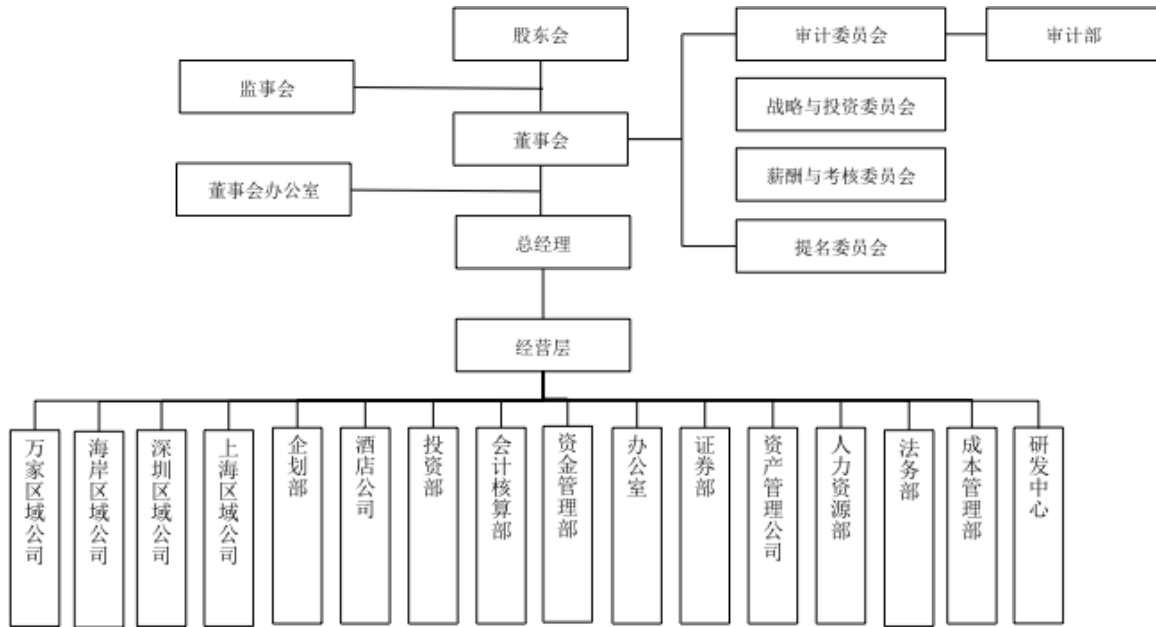 股东会
审计委员会
审计部
监事会
战略与投资委员会
董事会
薪酬与考核委员会
董事会办公室
总经理
提名委员会
经营层
万家区域公司
海岸区域公司
深圳区域公司
上海区域公司
企划部
酒店公司
投资部
会计核算部
资金管理部
办公室
证券部
资产管理公司
人力资源部
法务部
成本管理部
研发中心